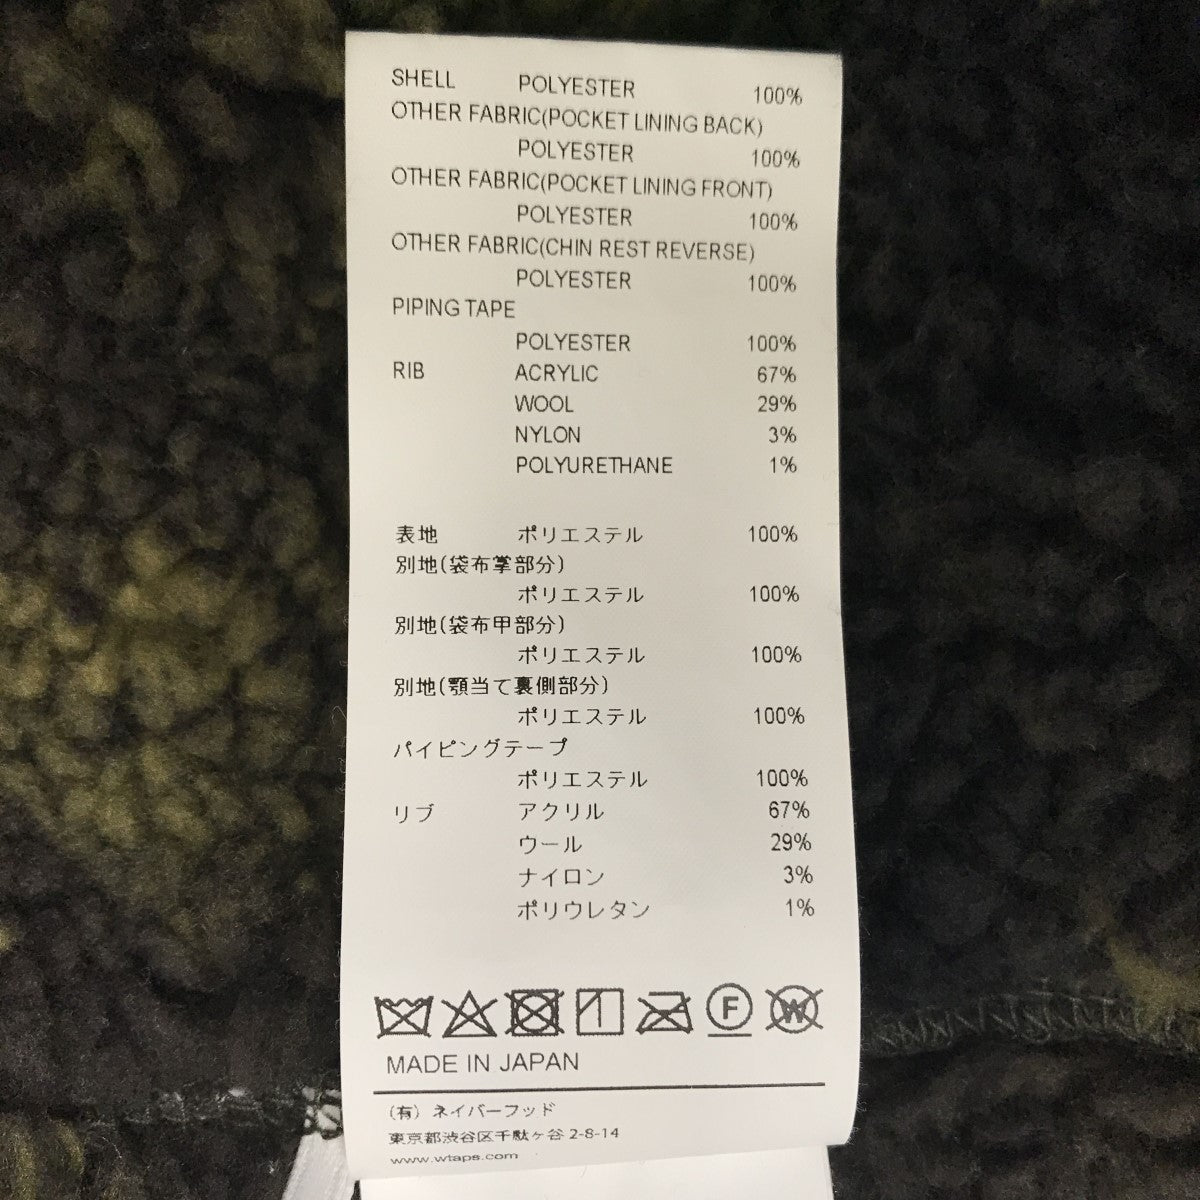 SHELL POLYESTER 100%
OTHER FABRIC(POCKET LINING BACK)
POLYESTER 100%
OTHER FABRIC(POCKET LINING FRONT)
POLYESTER 100%
OTHER FABRIC(CHIN REST REVERSE)
POLYESTER 100%
PIPING TAPE
POLYESTER 100%
RIB ACRYLIC 67%
WOOL 29%
NYLON 3%
POLYURETHANE 1%
表地 ポリエステル 100%
別地(袋布掌部分)
ポリエステル 100%
別地(袋布甲部分)
ポリエステル 100%
別地(顎当て裏側部分)
ポリエステル 100%
パイピングテープ
ポリエステル 100%
リブ アクリル 67%
ウール 29%
ナイロン 3%
ポリウレタン 1%
F W
MADE IN JAPAN
(有) ネイバーフッド
東京都渋谷区千駄ヶ谷 2-8-14
www.wtaps.com